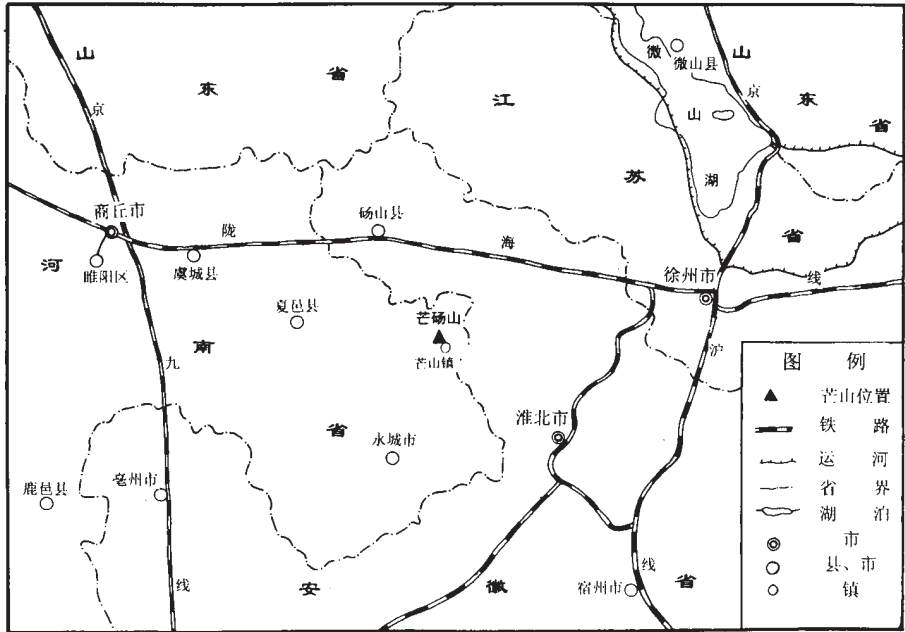 山
东
省
江
苏
省
微
山
湖
微山县
山
东
省
京
九
线
京
沪
线
商丘市
睢阳区
陇
海
线
砀山县
虞城县
徐州市
河
南
省
夏邑县
芒砀山
芒山镇
淮北市
永城市
亳州市
鹿邑县
安
徽
省
宿州市
图 例
芒山位置
铁 路
运 河
省 界
湖 泊
市
县、市
镇